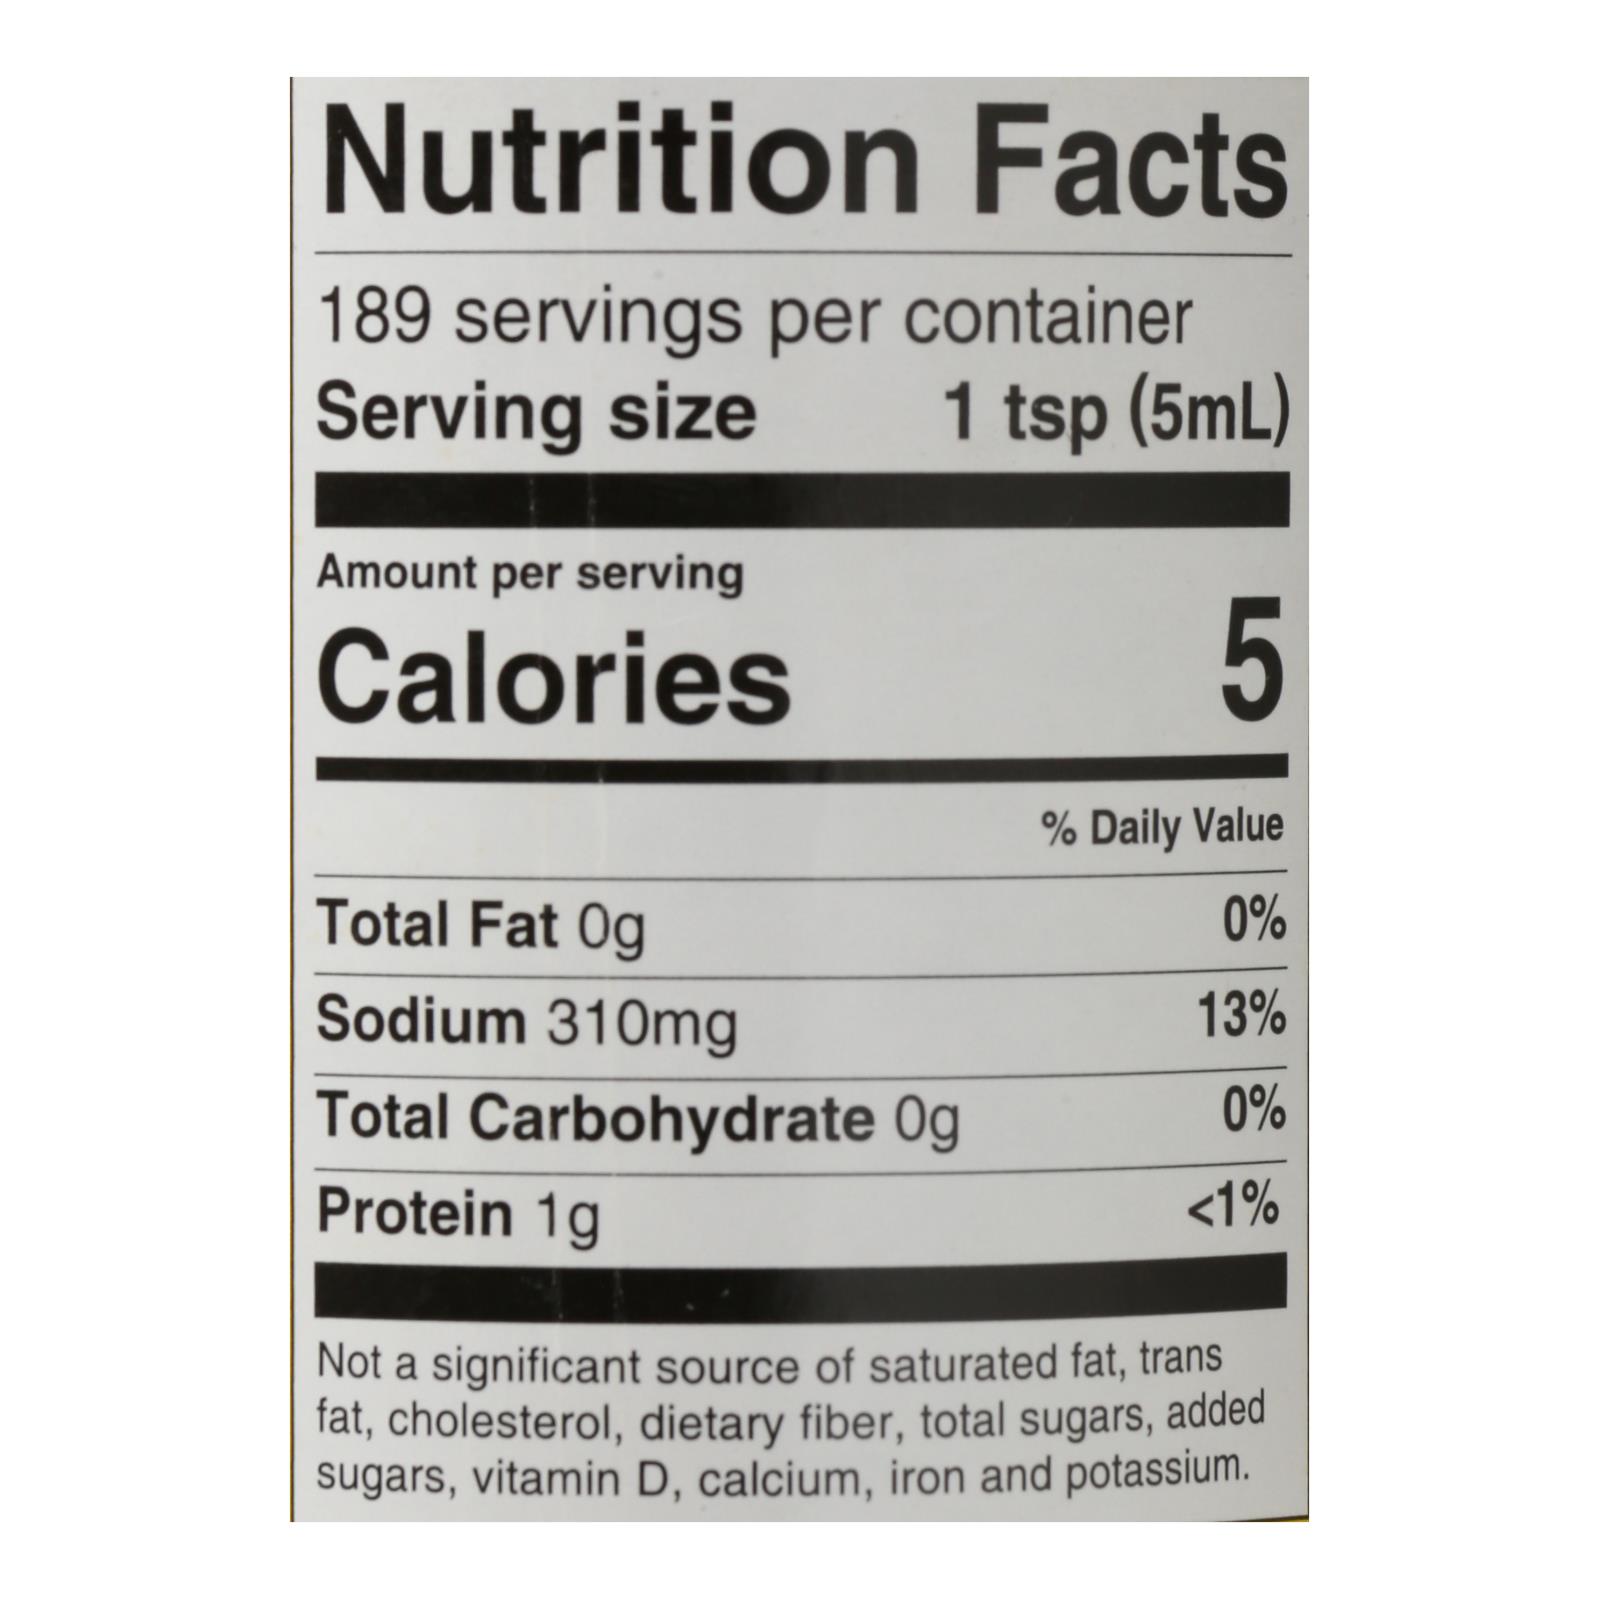 Nutrition Facts
189 servings per container
Serving size 1 tsp (5mL)
Amount per serving
Calories 5
% Daily Value
Total Fat 0g 0%
Sodium 310mg 13%
Total Carbohydrate 0g 0%
Protein 1g <1%
Not a significant source of saturated fat, trans
fat, cholesterol, dietary fiber, total sugars, added
sugars, vitamin D, calcium, iron and potassium.